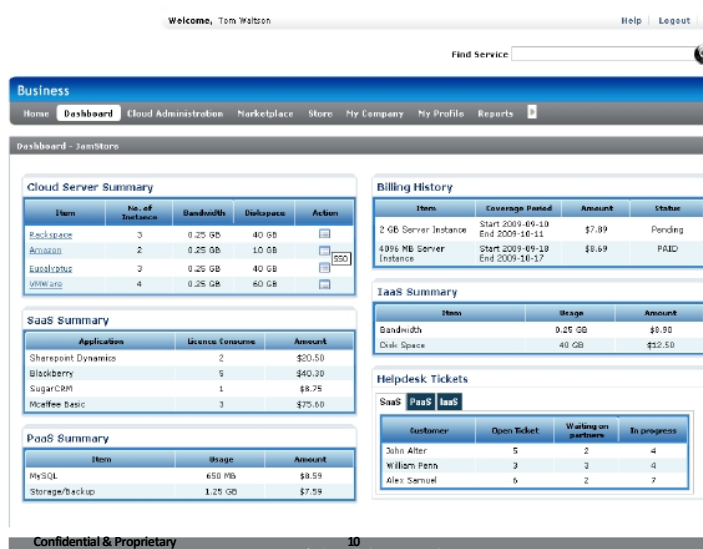 Welcome, Tom Waltson
Help Logout
Find Service
Business
Home Dashboard Cloud Administration Marketplace Store My Company My Profile Reports
Dashboard - JamStore
Cloud Server Summary
Item No. of Instance Bandwidth Diskspace Action
Rackspace 3 0.25 GB 40 GB
Amazon 2 0.25 GB 10 GB
SSO
Eucalyptus 3 0.25 GB 40 GB
VMWare 4 0.25 GB 60 GB
SaaS Summary
Application Licence Consume Amount
Sharepoint Dynamics 2 $20.50
Blackberry 5 $40.30
SugarCRM 1 $8.75
Mcaffee Basic 3 $75.60
PaaS Summary
Item Usage Amount
MySQL 650 MB $8.59
Storage/Backup 1.25 GB $7.59
Billing History
Item Coverage Period Amount Status
2 GB Server Instance Start 2009-09-10 End 2009-10-11 $7.89 Pending
4096 MB Server Instance Start 2009-09-18 End 2009-10-17 $8.69 PAID
IaaS Summary
Item Usage Amount
Bandwidth 0.25 GB $8.90
Disk Space 40 GB $12.50
Helpdesk Tickets
SaaS PaaS IaaS
Customer Open Ticket Waiting on partners In progress
John Alter 5 2 4
William Penn 3 3 4
Alex Samuel 6 2 7
Confidential & Proprietary 10